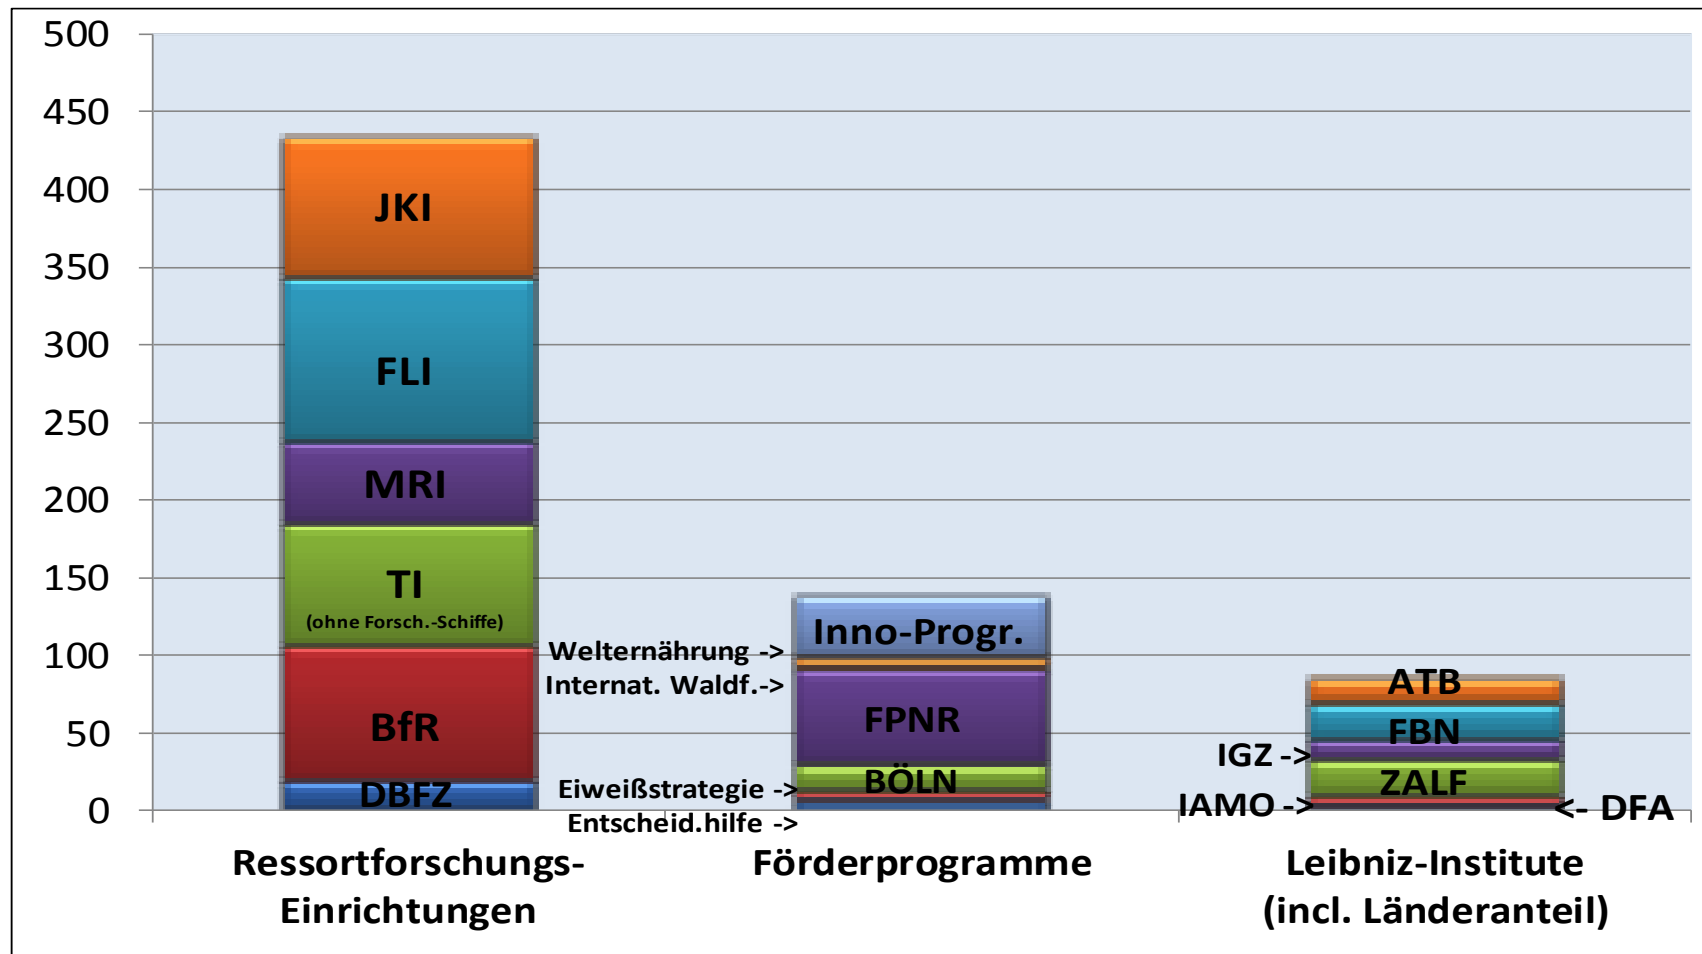 500
450
400
350
300
250
200
150
100
50
0
JKI
FLI
MRI
TI
(ohne Forsch.-Schiffe)
BfR
DBFZ
Welternährung ->
Internat. Waldf.->
Eiweißstrategie ->
Entscheid.hilfe ->
Inno-Progr.
FPNR
BÖLN
IGZ ->
IAMO->
ATB
FBN
ZALF
<- DFA
Ressortforschungs-
Einrichtungen
Förderprogramme
Leibniz-Institute
(incl. Länderanteil)